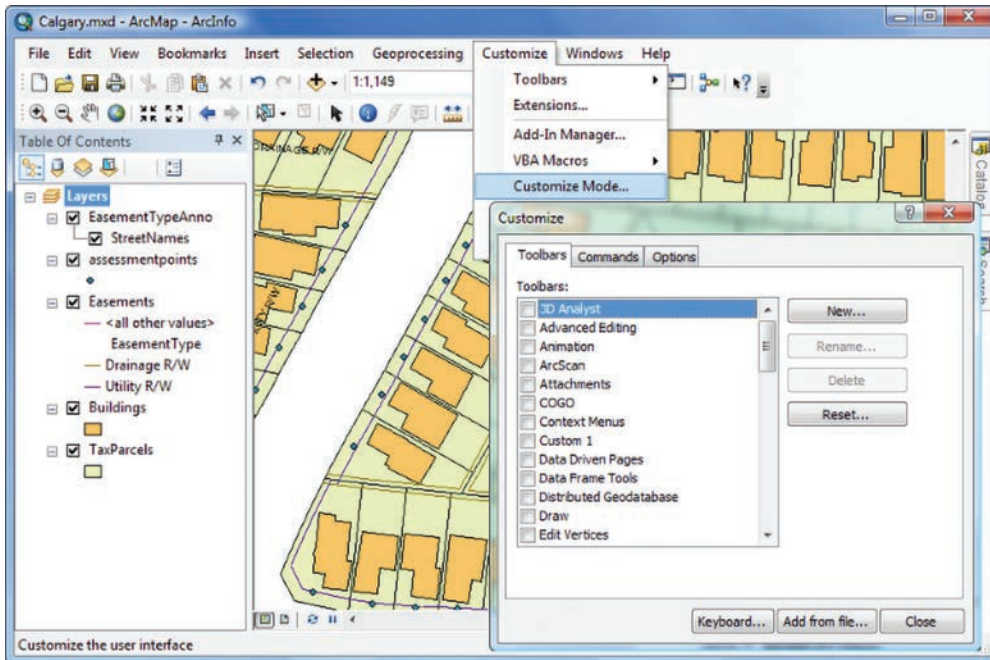 Calgary.mxd - ArcMap - ArcInfo
File Edit View Bookmarks Insert Selection Geoprocessing Customize Windows Help
1:1,149
Toolbars
Extensions...
Add-In Manager...
VBA Macros
Customize Mode...
Table Of Contents
Layers
EasementTypeAnno
StreetNames
assessmentpoints
Easements
<all other values>
EasementType
Drainage R/W
Utility R/W
Buildings
TaxParcels
DRAINAGE R/W
Catalog
Search
Customize
Toolbars Commands Options
Toolbars:
3D Analyst
Advanced Editing
Animation
ArcScan
Attachments
COGO
Context Menus
Custom 1
Data Driven Pages
Data Frame Tools
Distributed Geodatabase
Draw
Edit Vertices
New...
Rename...
Delete
Reset...
Keyboard... Add from file... Close
Customize the user interface